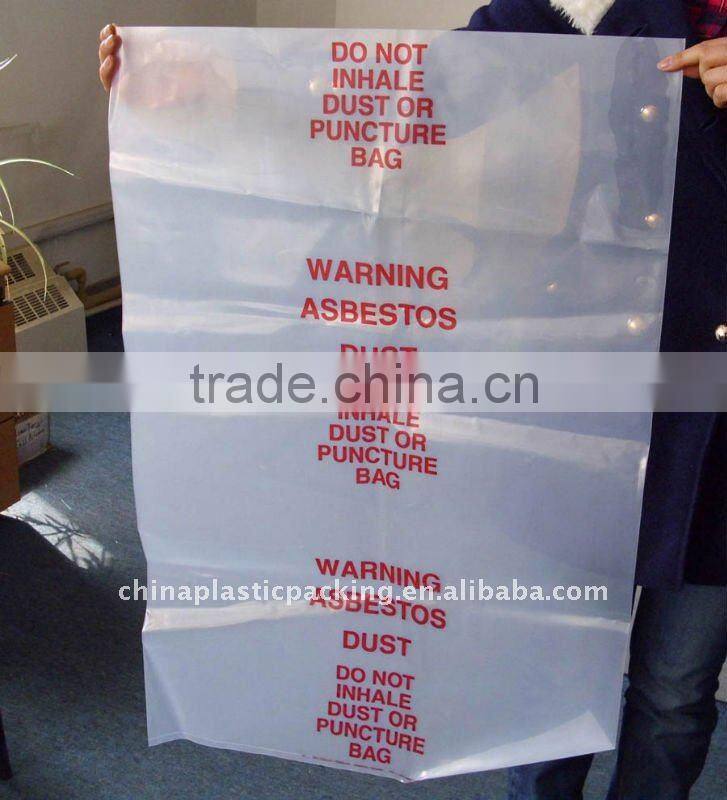 DO NOT
INHALE
DUST OR
PUNCTURE
BAG
WARNING
ASBESTOS
DUST
trade.china.cn
INHALE
DUST OR
PUNCTURE
BAG
WARNING
chinaplasticpacking.en.alibaba.com
ASBESTOS
DUST
DO NOT
INHALE
DUST OR
PUNCTURE
BAG